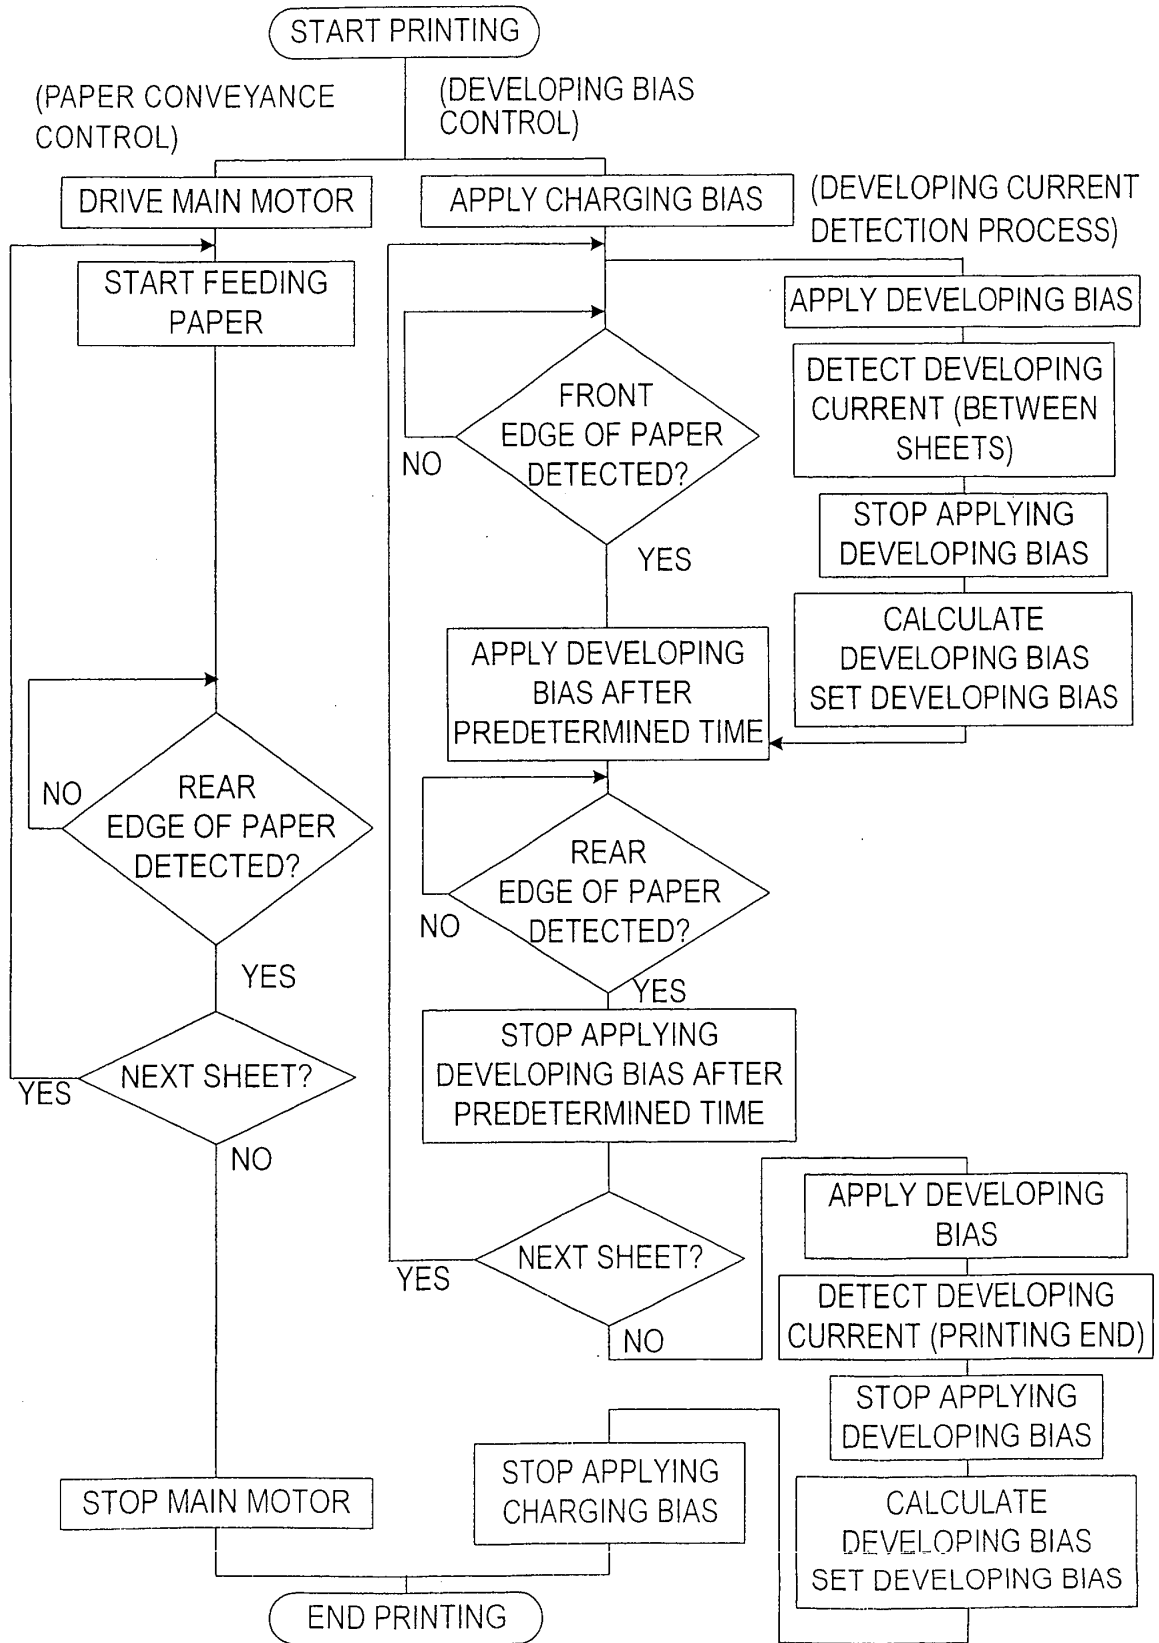 START PRINTING
(PAPER CONVEYANCE
CONTROL)
(DEVELOPING BIAS
CONTROL)
DRIVE MAIN MOTOR
START FEEDING
PAPER
NO
REAR
EDGE OF PAPER
DETECTED?
YES
NEXT SHEET?
YES
NO
STOP MAIN MOTOR
APPLY CHARGING BIAS
FRONT
EDGE OF PAPER
DETECTED?
NO
YES
APPLY DEVELOPING
BIAS AFTER
PREDETERMINED TIME
REAR
EDGE OF PAPER
DETECTED?
NO
YES
STOP APPLYING
DEVELOPING BIAS AFTER
PREDETERMINED TIME
NEXT SHEET?
YES
NO
(DEVELOPING CURRENT
DETECTION PROCESS)
APPLY DEVELOPING BIAS
DETECT DEVELOPING
CURRENT (BETWEEN
SHEETS)
STOP APPLYING
DEVELOPING BIAS
CALCULATE
DEVELOPING BIAS
SET DEVELOPING BIAS
APPLY DEVELOPING
BIAS
DETECT DEVELOPING
CURRENT (PRINTING END)
STOP APPLYING
DEVELOPING BIAS
CALCULATE
DEVELOPING BIAS
SET DEVELOPING BIAS
STOP APPLYING
CHARGING BIAS
END PRINTING